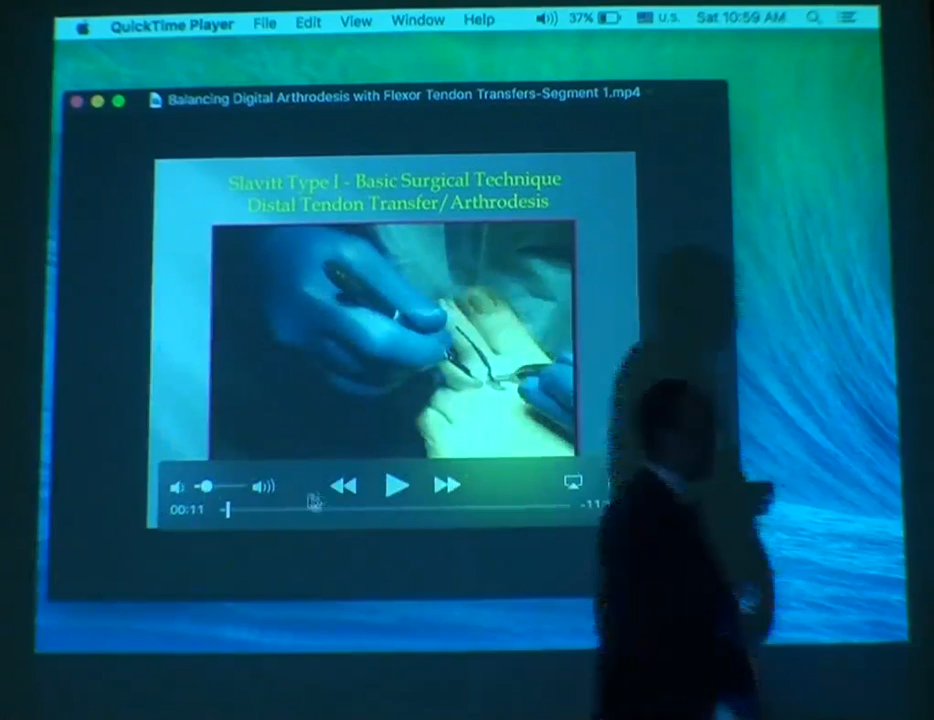 QuickTime Player File Edit View Window Help 37% U.S. Sat 10:59 AM
Balancing Digital Arthrodesis with Flexor Tendon Transfers-Segment 1.mp4
Slavitt Type I - Basic Surgical Technique
Distal Tendon Transfer/Arthrodesis
00:11